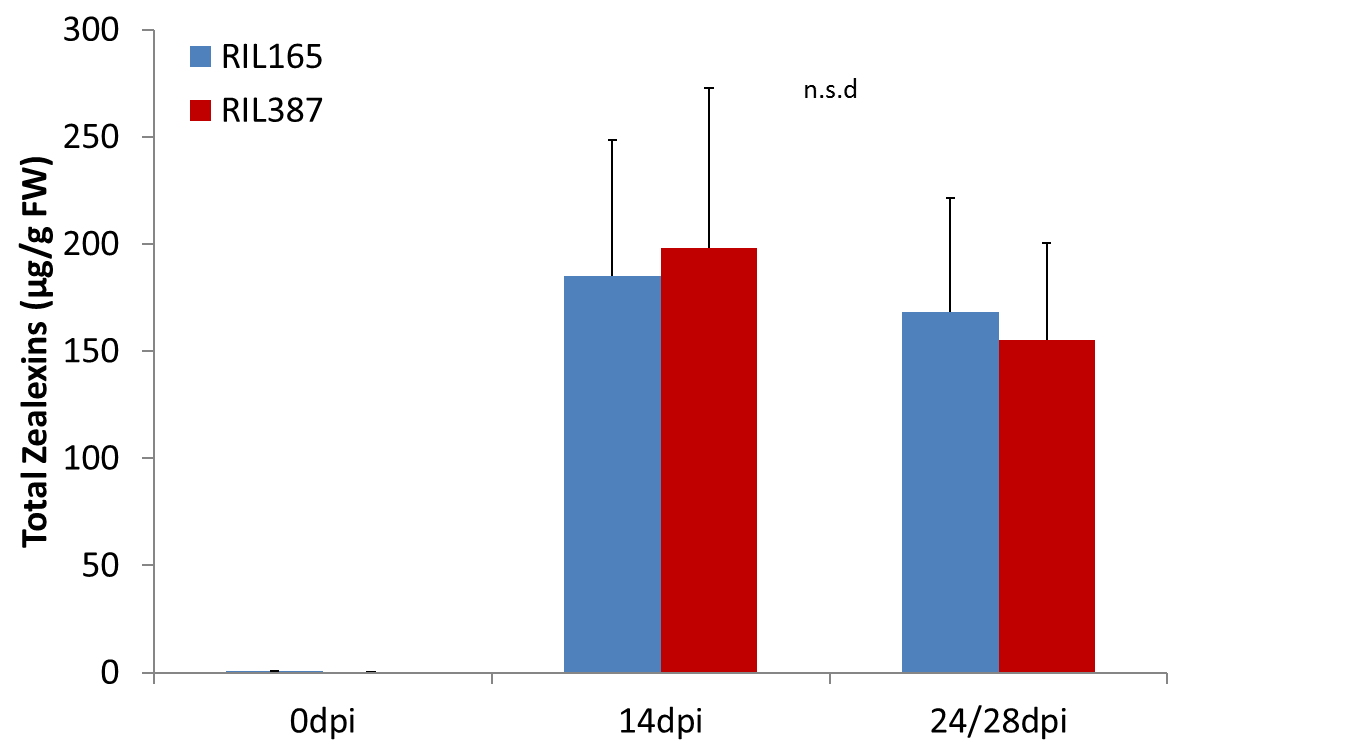 Total Zealexins (µg/g FW)
300
250
200
150
100
50
0
RIL165
RIL387
n.s.d
0dpi
14dpi
24/28dpi